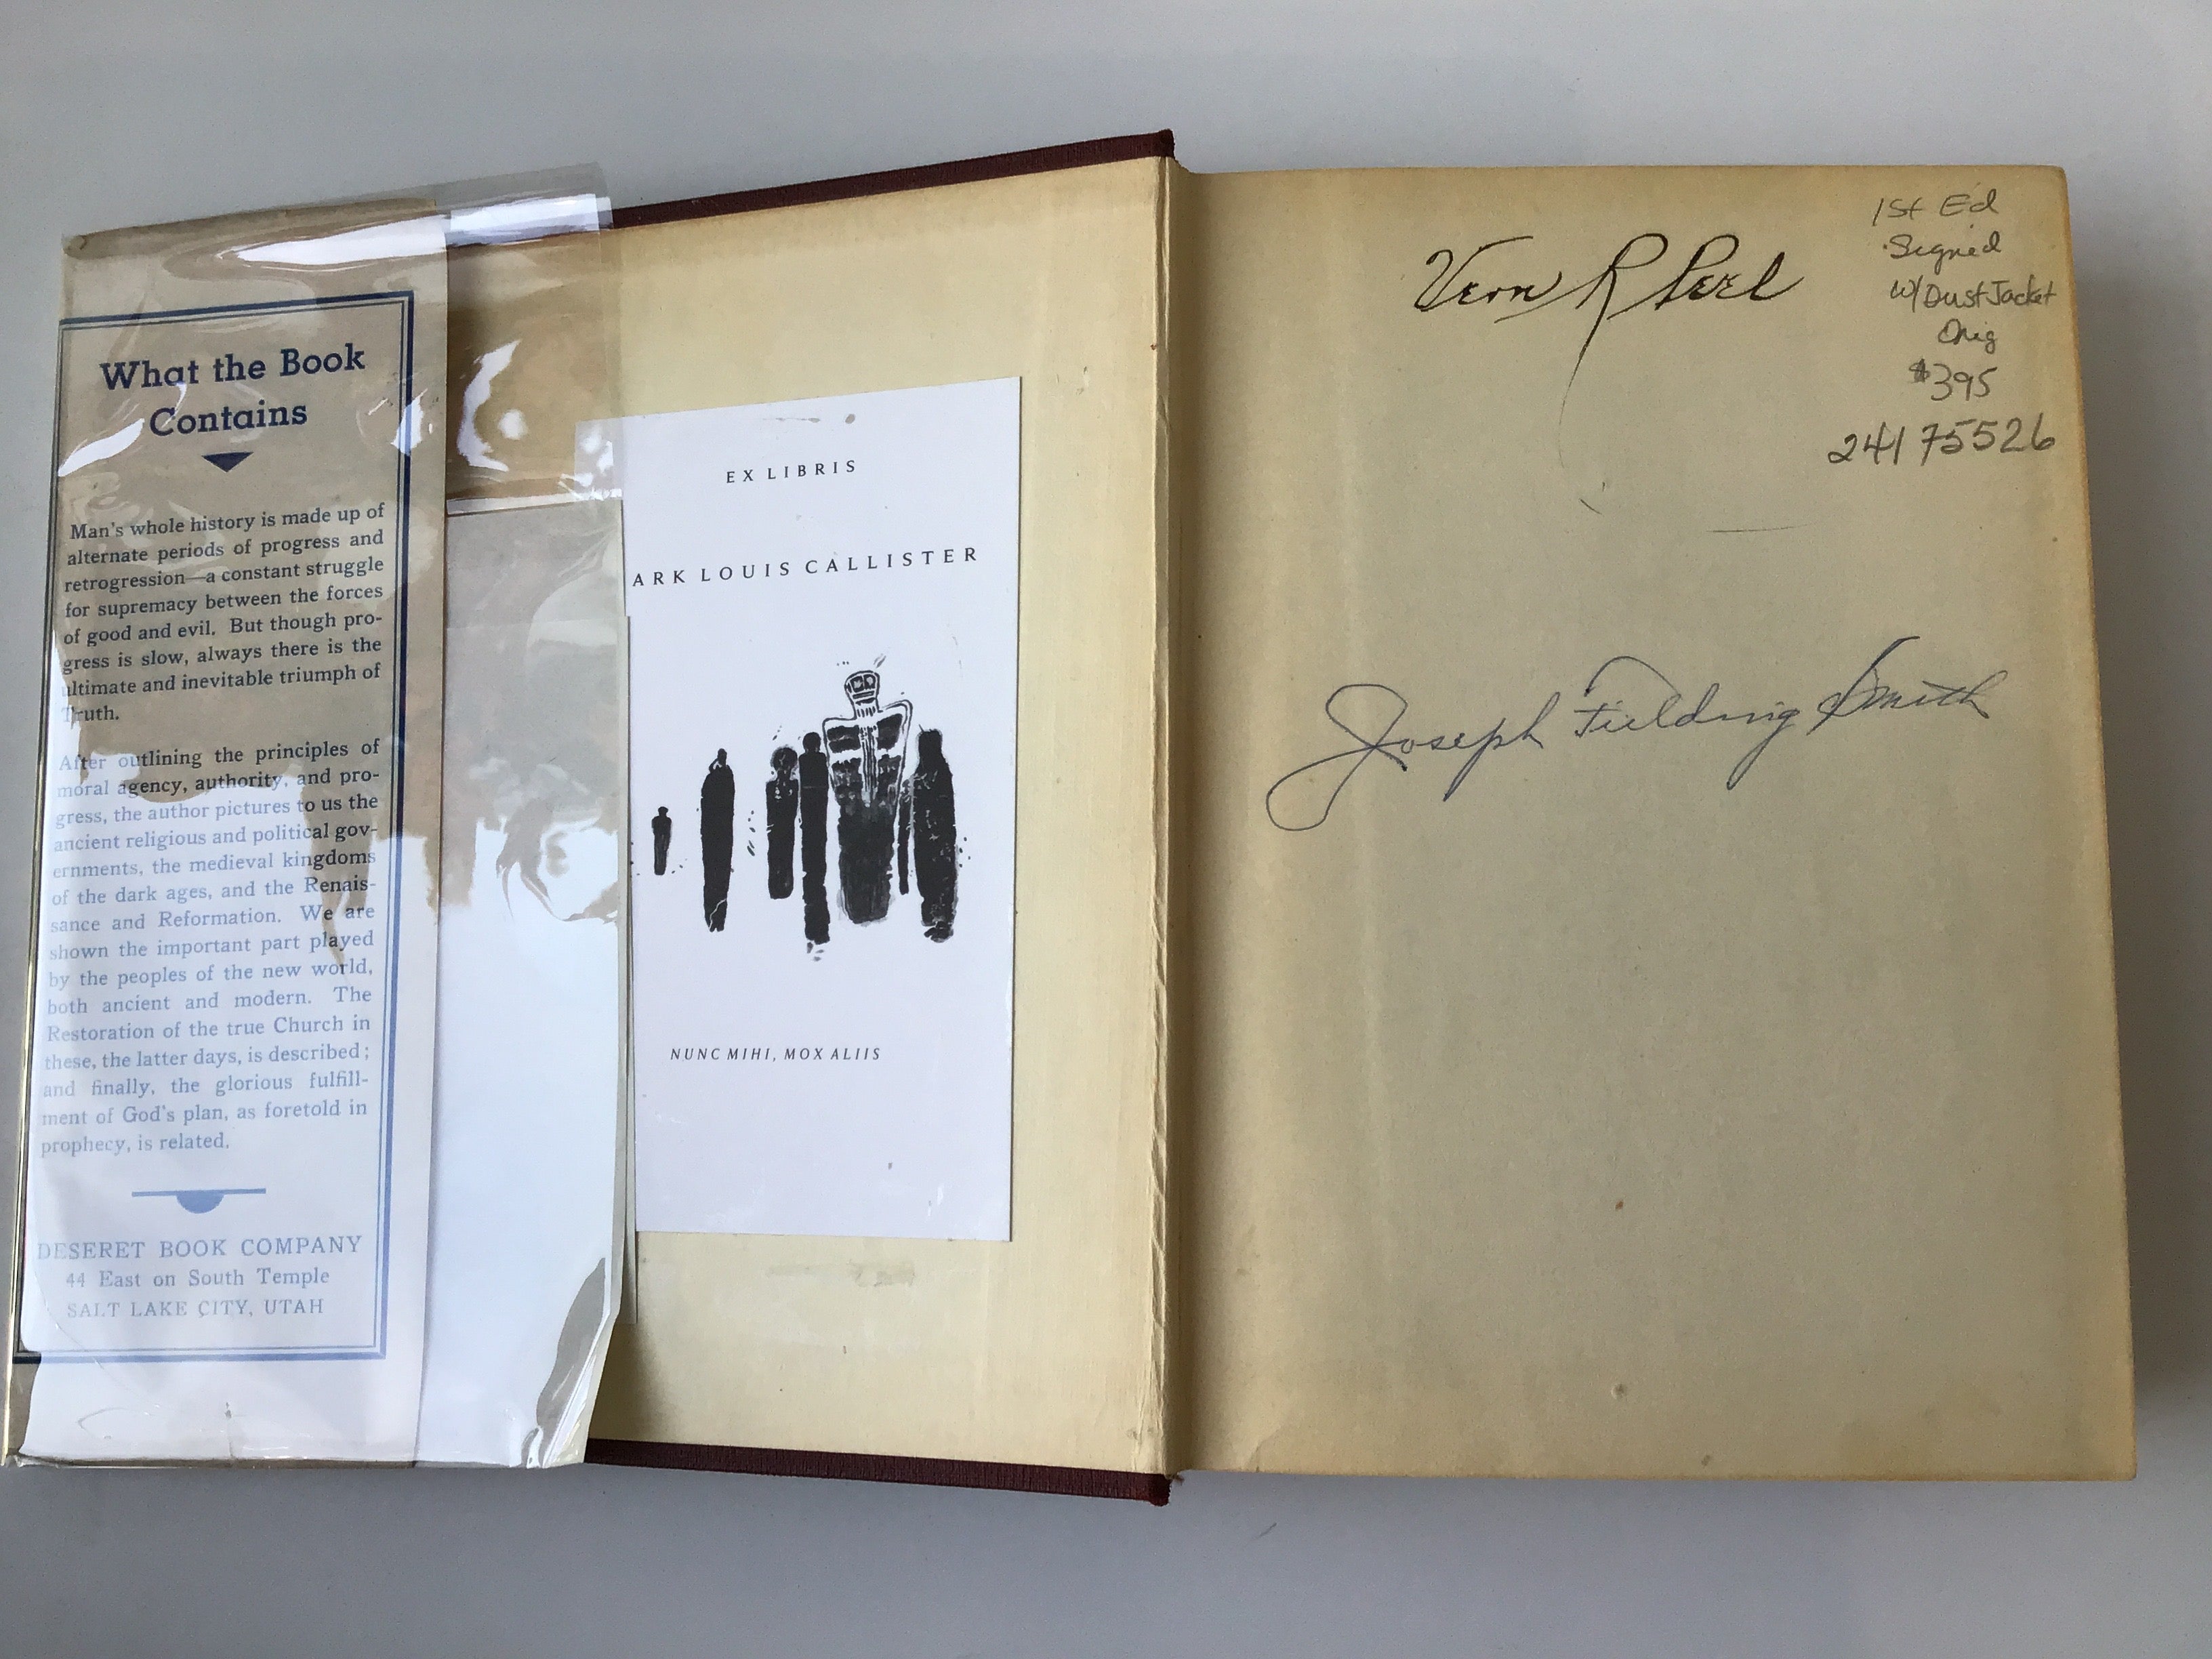 What the Book
Contains
Man's whole history is made up of
alternate periods of progress and
retrogression—a constant struggle
for supremacy between the forces
of good and evil. But though pro-
gress is slow, always there is the
ultimate and inevitable triumph of
Truth.
After outlining the principles of
moral agency, authority, and pro-
gress, the author pictures to us the
ancient religious and political gov-
ernments, the medieval kingdoms
of the dark ages, and the Renais-
sance and Reformation. We are
shown the important part played
by the peoples of the new world,
both ancient and modern. The
Restoration of the true Church in
these, the latter days, is described;
and finally, the glorious fulfill-
ment of God's plan, as foretold in
prophecy, is related.
DESERET BOOK COMPANY
44 East on South Temple
SALT LAKE CITY, UTAH
EX LIBRIS
ARK LOUIS CALLISTER
NUNC MIHI, MOX ALIIS
Vern R
1st Ed
Signed
w/ Dust Jacket
Orig
$395
24175526
Joseph Fielding Smith